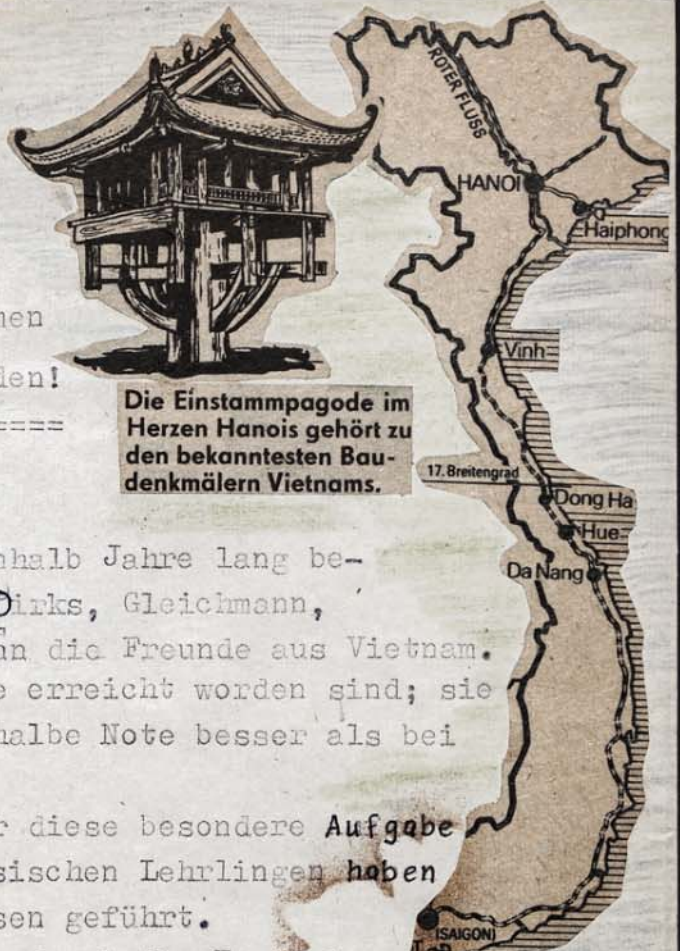 ROTER FLUSS
HANOI
Haiphong
Vinh
Die Einstammpagode im
Herzen Hanois gehört zu
den bekanntesten Bau-
denkmälern Vietnams.
17. Breitengrad
Dong Ha
Hue
Da Nang
men
den!
====
nhalb Jahre lang be-
Dirks, Gleichmann,
an die Freunde aus Vietnam.
e erreicht worden sind; sie
halbe Note besser als bei
r diese besondere Aufgabe
sischen Lehrlingen haben
sen geführt.
(SAIGON)